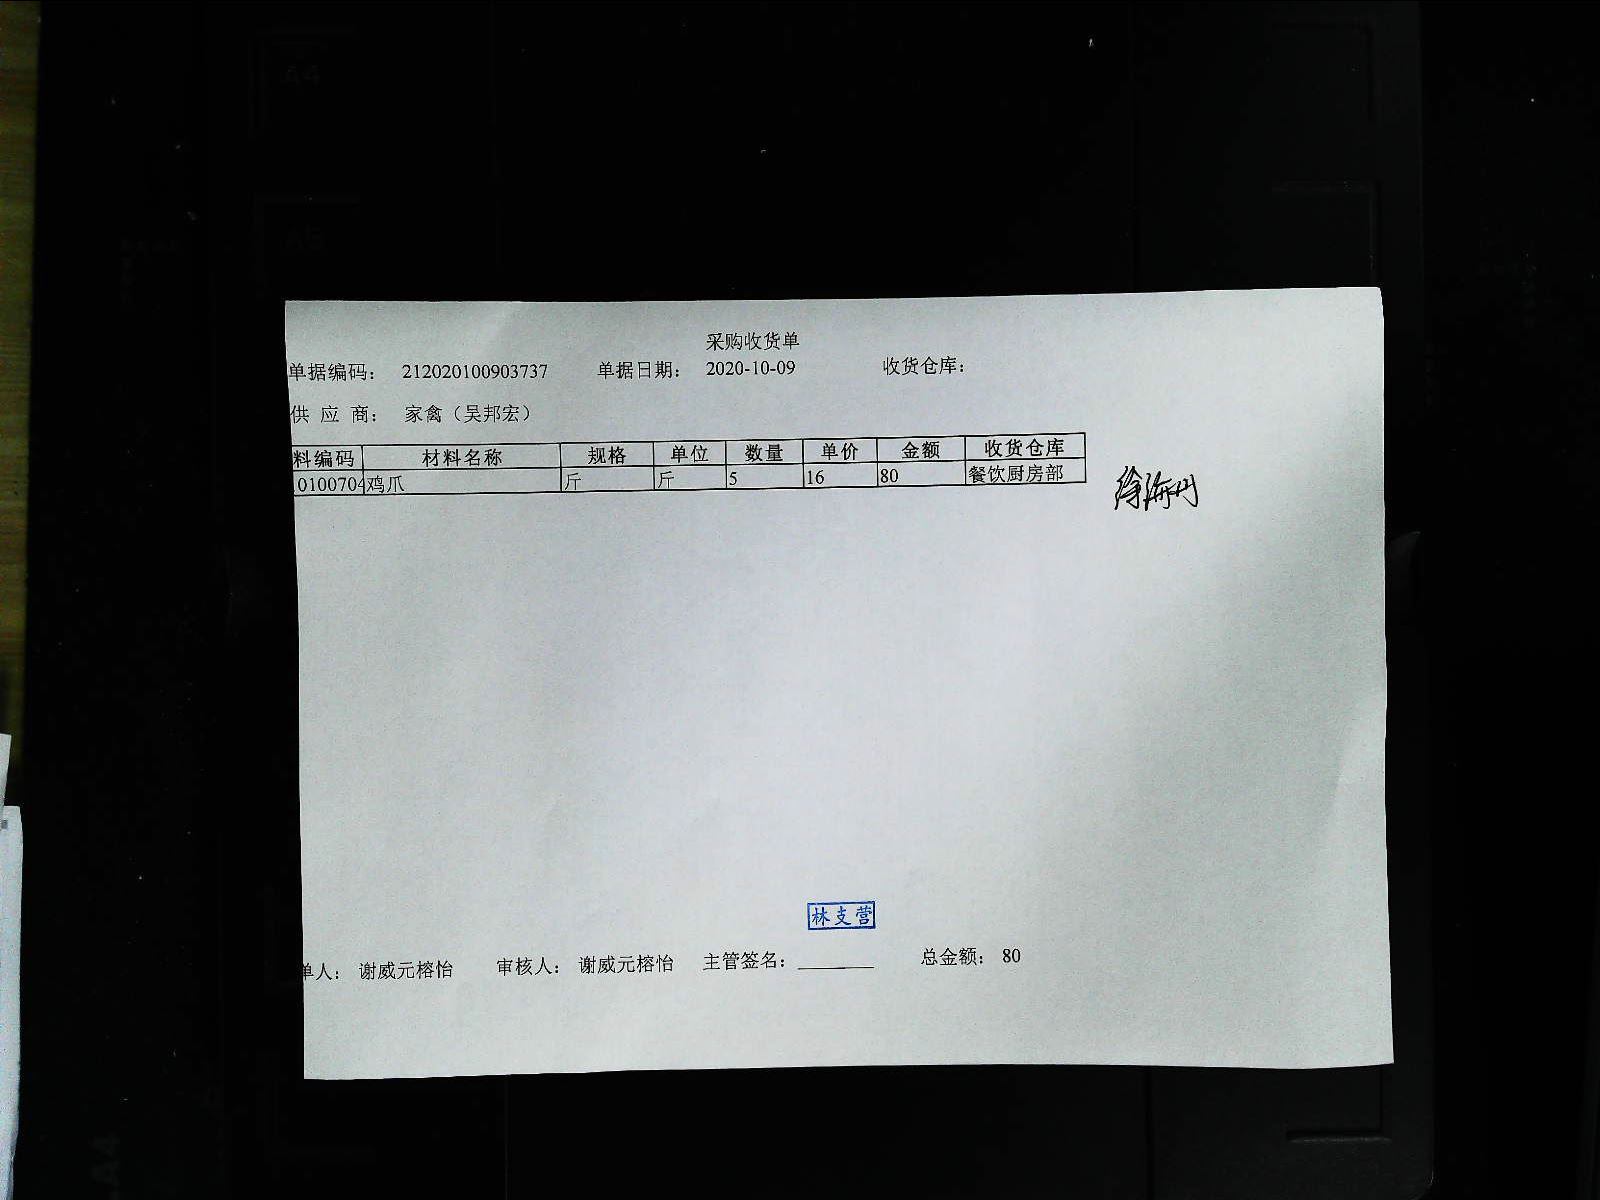 采购收货单
单据编码： 212020100903737 单据日期： 2020-10-09 收货仓库：
供 应 商： 家禽（吴邦宏）
料编码 材料名称 规格 单位 数量 单价 金额 收货仓库
0100704 鸡爪 斤 斤 5 16 80 餐饮厨房部
林支营
单人： 谢威元榕怡 审核人： 谢威元榕怡 主管签名：________ 总金额： 80